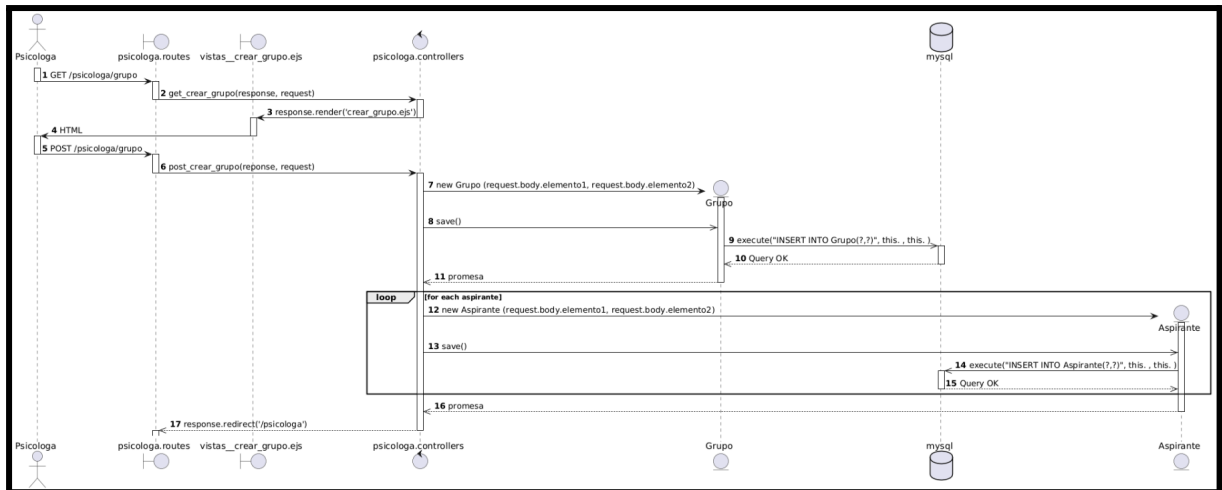 Psicologa
psicologa.routes
vistas__crear_grupo.ejs
psicologa.controllers
mysql
1 GET /psicologa/grupo
2 get_crear_grupo(response, request)
3 response.render('crear_grupo.ejs')
4 HTML
5 POST /psicologa/grupo
6 post_crear_grupo(reponse, request)
7 new Grupo (request.body.elemento1, request.body.elemento2)
Grupo
8 save()
9 execute("INSERT INTO Grupo(?,?)", this. , this. )
10 Query OK
11 promesa
loop [for each aspirante]
12 new Aspirante (request.body.elemento1, request.body.elemento2)
Aspirante
13 save()
14 execute("INSERT INTO Aspirante(?,?)", this. , this. )
15 Query OK
16 promesa
17 response.redirect('/psicologa')
Psicologa
psicologa.routes
vistas__crear_grupo.ejs
psicologa.controllers
Grupo
mysql
Aspirante